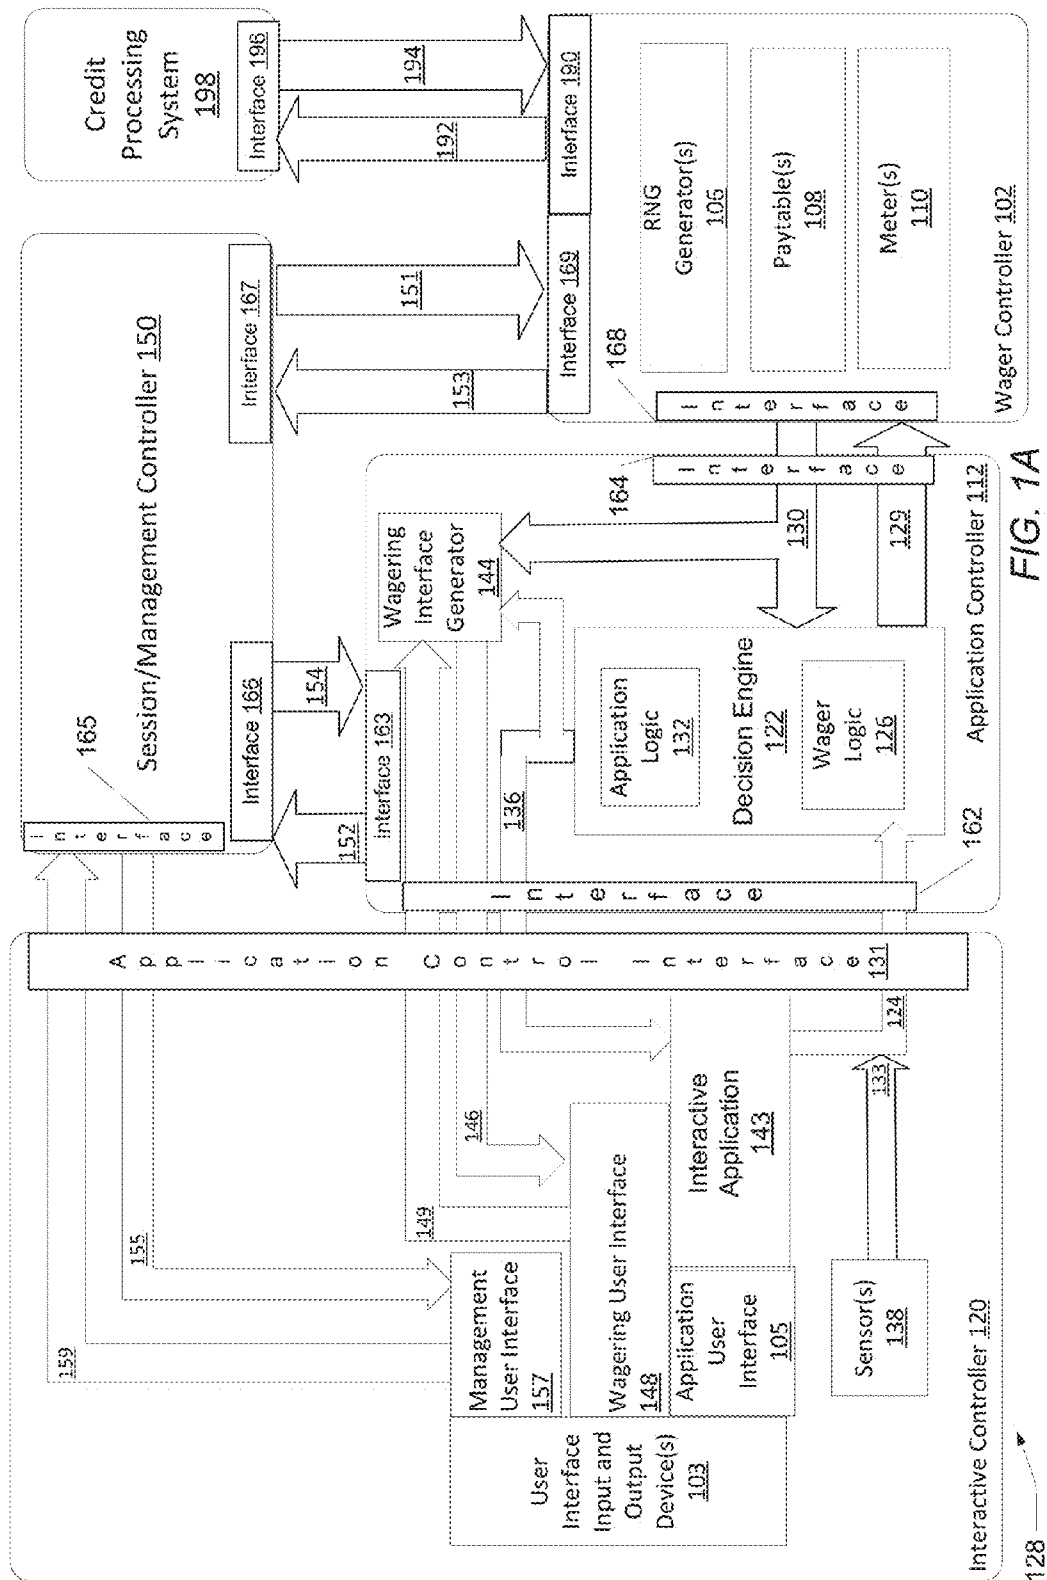 Credit
Processing
System
198
Interface 196
194
192
Interface 190
Session/Management Controller 150
Interface 167
151
153
Interface 169
RNG
Generator(s)
106
Paytable(s)
108
Meter(s)
110
Wager Controller 102
168
Interface
165
Interface
Interface 166
154
152
Interface 163
Wagering
Interface
Generator
144
164
Interface
130
129
136
Application
Logic
132
Decision Engine
122
Wager
Logic
126
Application Controller 112
162
Interface
Application Control Interface 131
159
155
149
146
124
133
Management
User Interface
157
Wagering User Interface
148
Interactive
Application
143
Application
User
Interface
105
User
Interface
Input and
Output
Device(s)
103
Sensor(s)
138
Interactive Controller 120
128
FIG. 1A